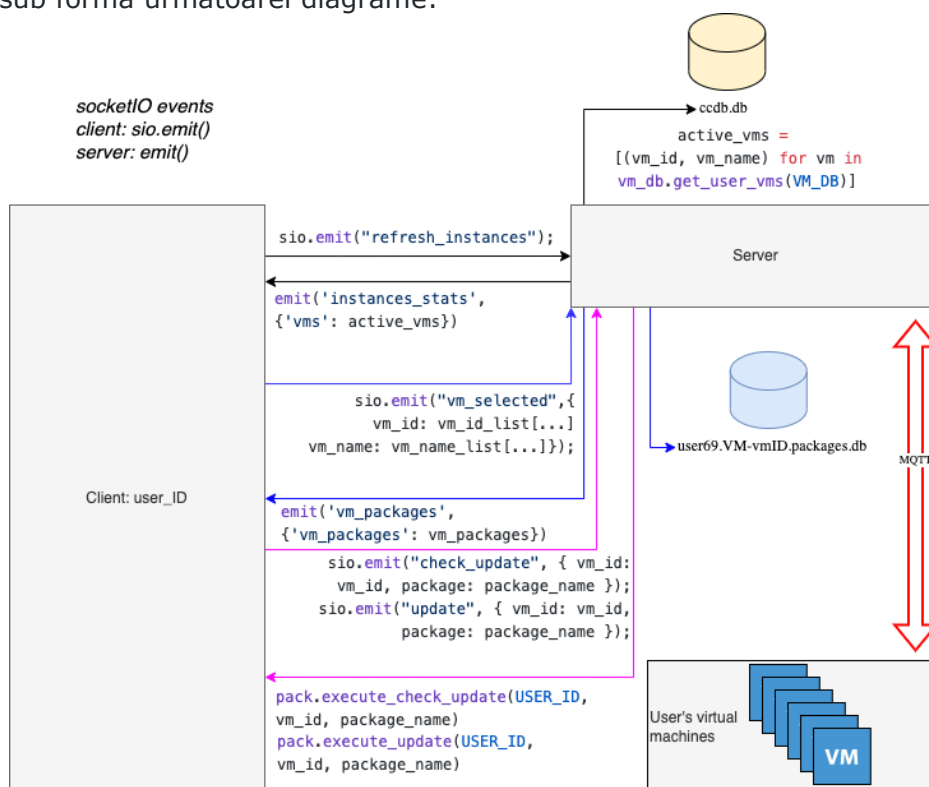 sub forma următoarei diagrame:
ccdb.db
socketIO events
client: sio.emit()
server: emit()
active_vms =
[(vm_id, vm_name) for vm in
vm_db.get_user_vms(VM_DB)]
sio.emit("refresh_instances");
Server
emit('instances_stats',
{'vms': active_vms})
sio.emit("vm_selected",{
vm_id: vm_id_list[...]
vm_name: vm_name_list[...]});
user69.VM-vmID.packages.db
MQTT
Client: user_ID
emit('vm_packages',
{'vm_packages': vm_packages})
sio.emit("check_update", { vm_id:
vm_id, package: package_name });
sio.emit("update", { vm_id: vm_id,
package: package_name });
pack.execute_check_update(USER_ID,
vm_id, package_name)
pack.execute_update(USER_ID,
vm_id, package_name)
User's virtual
machines
VM